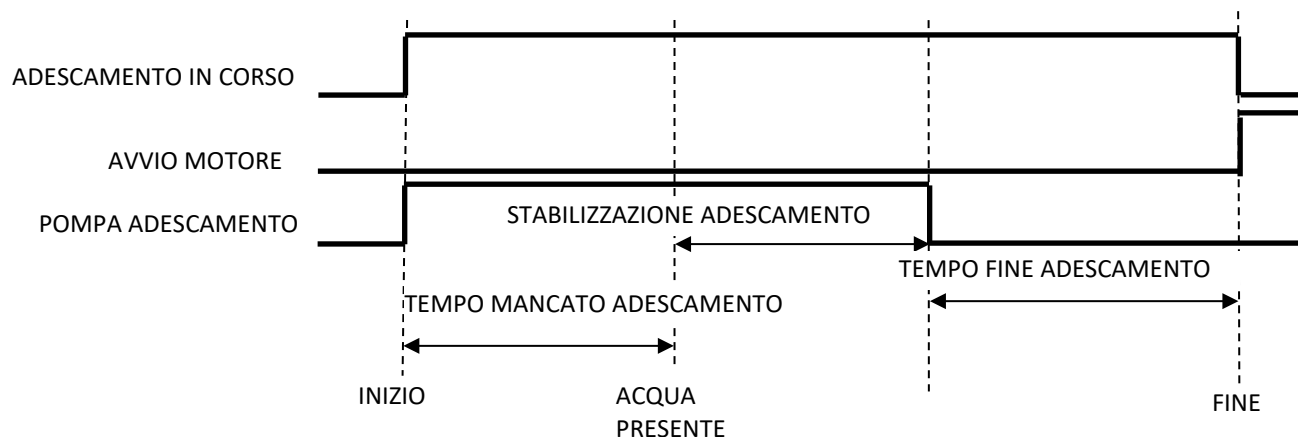 ADESCAMENTO IN CORSO
AVVIO MOTORE
POMPA ADESCAMENTO
STABILIZZAZIONE ADESCAMENTO
TEMPO FINE ADESCAMENTO
TEMPO MANCATO ADESCAMENTO
INIZIO
ACQUA
PRESENTE
FINE